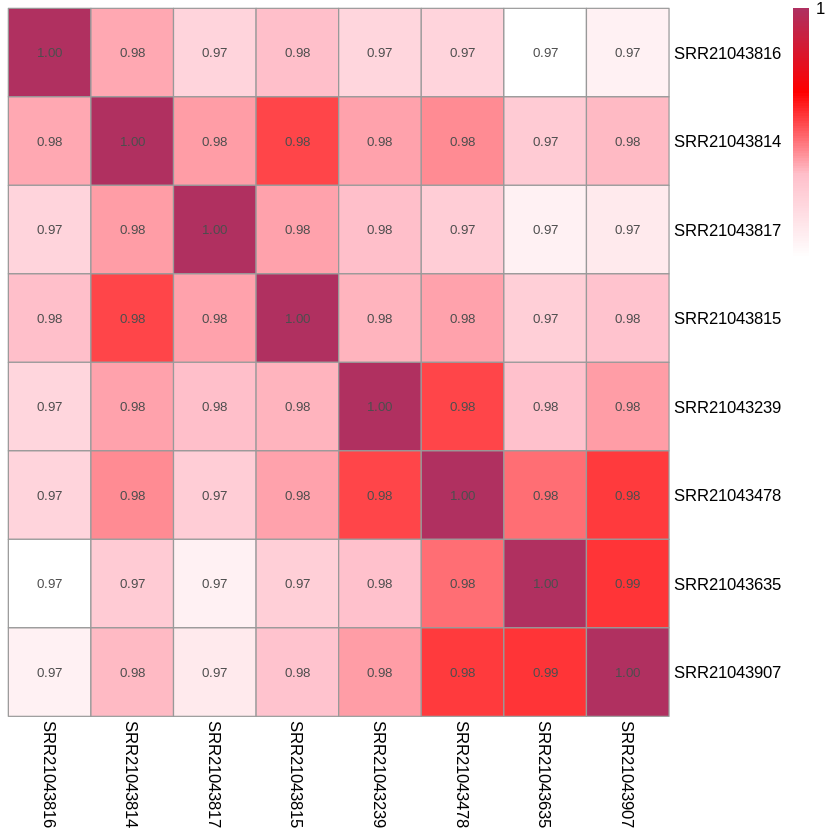 1
1.00 0.98 0.97 0.98 0.97 0.97 0.97 0.97 SRR21043816
0.98 1.00 0.98 0.98 0.98 0.98 0.97 0.98 SRR21043814
0.97 0.98 1.00 0.98 0.98 0.97 0.97 0.97 SRR21043817
0.98 0.98 0.98 1.00 0.98 0.98 0.97 0.98 SRR21043815
0.97 0.98 0.98 0.98 1.00 0.98 0.98 0.98 SRR21043239
0.97 0.98 0.97 0.98 0.98 1.00 0.98 0.98 SRR21043478
0.97 0.97 0.97 0.97 0.98 0.98 1.00 0.99 SRR21043635
0.97 0.98 0.97 0.98 0.98 0.98 0.99 1.00 SRR21043907
SRR21043816
SRR21043814
SRR21043817
SRR21043815
SRR21043239
SRR21043478
SRR21043635
SRR21043907